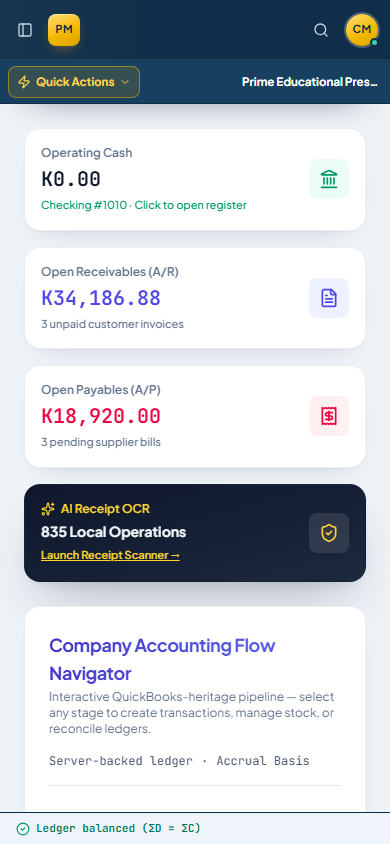 PM
CM
Quick Actions
Prime Educational Pres...
Operating Cash
K0.00
Checking #1010 · Click to open register
Open Receivables (A/R)
K34,186.88
3 unpaid customer invoices
Open Payables (A/P)
K18,920.00
3 pending supplier bills
AI Receipt OCR
835 Local Operations
Launch Receipt Scanner →
Company Accounting Flow
Navigator
Interactive QuickBooks-heritage pipeline — select
any stage to create transactions, manage stock, or
reconcile ledgers.
Server-backed ledger · Accrual Basis
Ledger balanced (ΣD = ΣC)